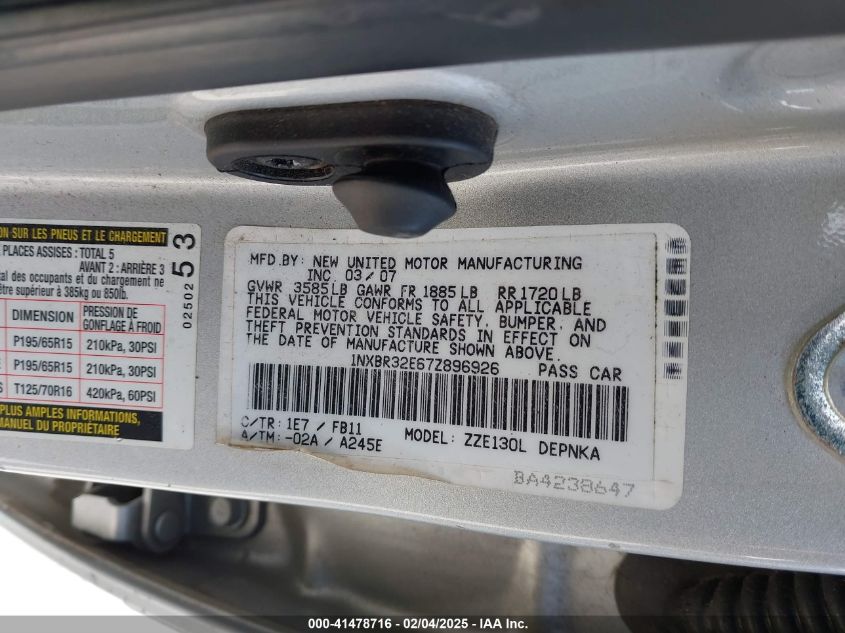 ON SUR LES PNEUS ET LE CHARGEMENT
PLACES ASSISES: TOTAL 5
AVANT 2: ARRIÈRE 3
tal des occupants et du chargement ne
être supérieur à 385kg ou 850lb.
DIMENSION PRESSION DE GONFLAGE À FROID
P195/65R15 210kPa, 30PSI
P195/65R15 210kPa, 30PSI
T125/70R16 420kPa, 60PSI
PLUS AMPLES INFORMATIONS,
MANUEL DU PROPRIÉTAIRE
02502 53
MFD.BY: NEW UNITED MOTOR MANUFACTURING
INC. 03/07
GVWR 3585LB GAWR FR 1885LB RR1720LB
THIS VEHICLE CONFORMS TO ALL APPLICABLE
FEDERAL MOTOR VEHICLE SAFETY, BUMPER, AND
THEFT PREVENTION STANDARDS IN EFFECT ON
THE DATE OF MANUFACTURE SHOWN ABOVE.
1NXBR32E67Z896926 PASS CAR
C/TR: 1E7 / FB11
A/TM: -02A / A245E MODEL: ZZE130L DEPNKA
BA4238647
000-41478716 - 02/04/2025 - IAA Inc.